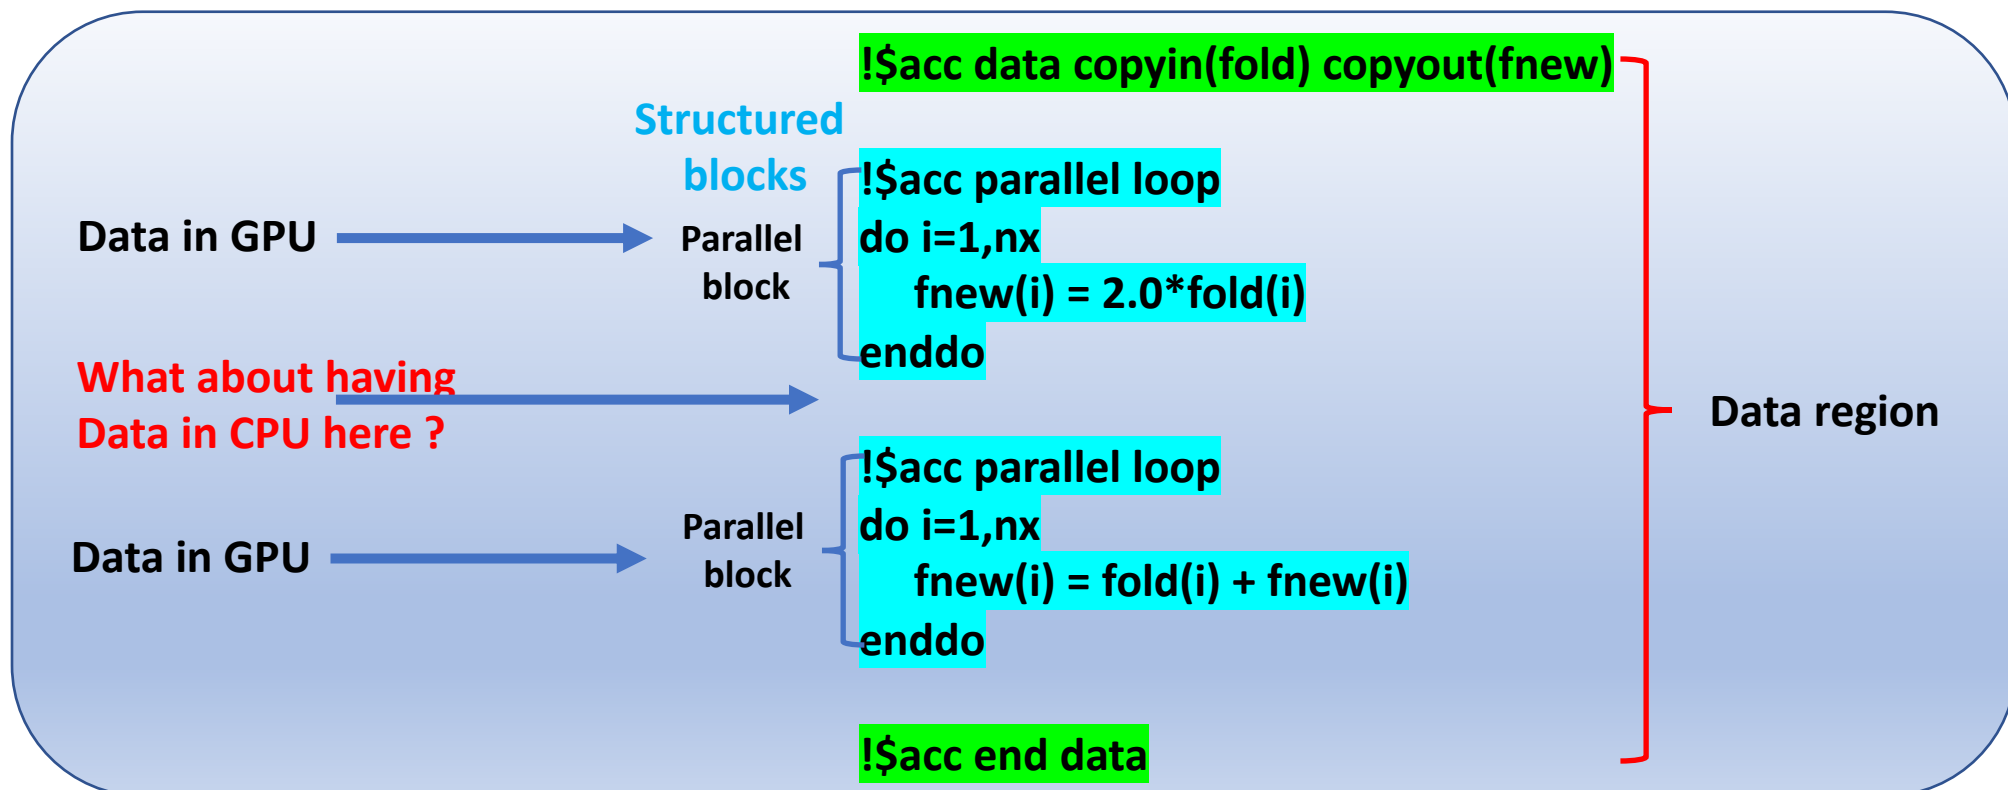 !$acc data copyin(fold) copyout(fnew)
Structured
blocks
!$acc parallel loop
Data in GPU
Parallel
block
do i=1,nx
fnew(i) = 2.0*fold(i)
enddo
What about having
Data in CPU here ?
Data region
!$acc parallel loop
Data in GPU
Parallel
block
do i=1,nx
fnew(i) = fold(i) + fnew(i)
enddo
!$acc end data